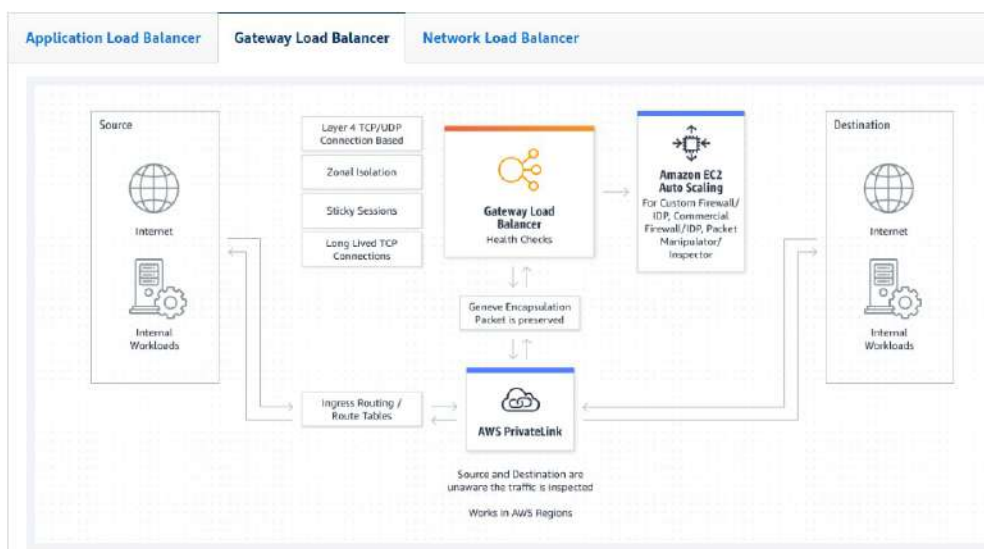 Application Load Balancer
Gateway Load Balancer
Network Load Balancer
Source
Internet
Internal
Workloads
Layer 4 TCP/UDP
Connection Based
Zonal Isolation
Sticky Sessions
Long Lived TCP
Connections
Gateway Load
Balancer
Health Checks
Amazon EC2
Auto Scaling
For Custom Firewall/
IDP, Commercial
Firewall/IDP, Packet
Manipulator/
Inspector
Destination
Internet
Internal
Workloads
Geneve Encapsulation
Packet is preserved
Ingress Routing /
Route Tables
AWS PrivateLink
Source and Destination are
unaware the traffic is inspected
Works in AWS Regions